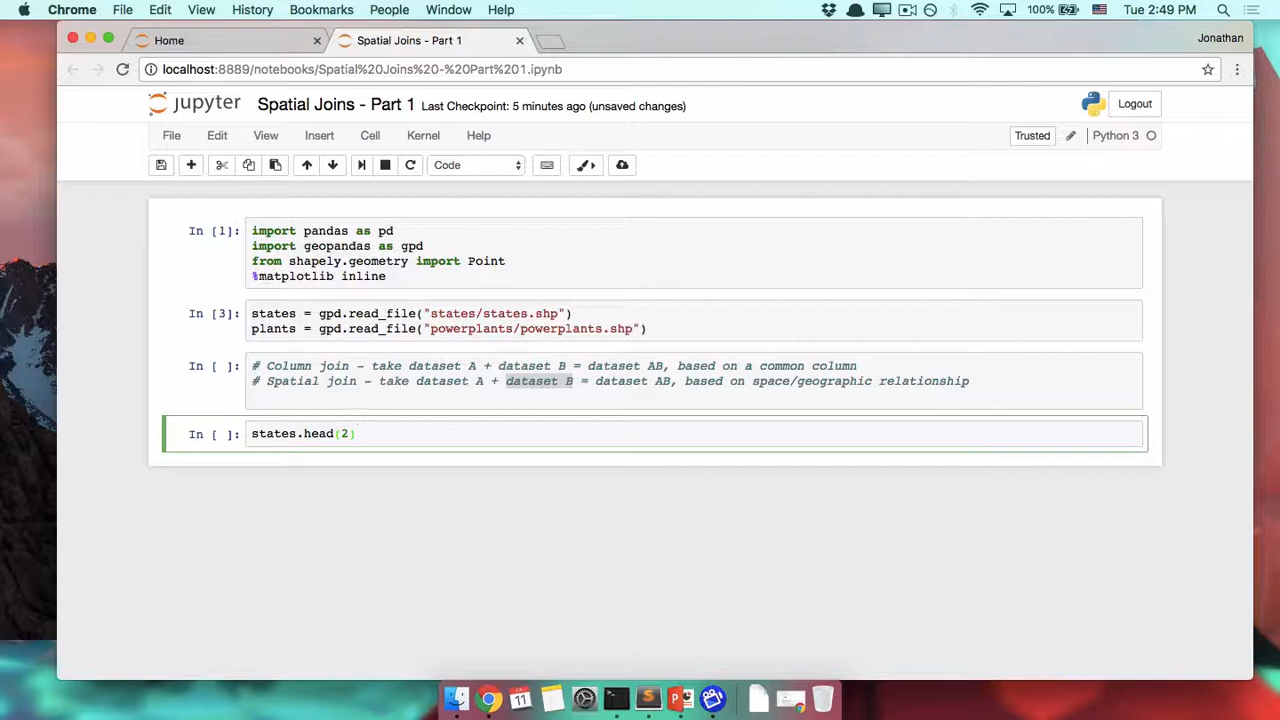 Chrome File Edit View History Bookmarks People Window Help 100% Tue 2:49 PM
Home Spatial Joins - Part 1 Jonathan
localhost:8889/notebooks/Spatial%20Joins%20-%20Part%201.ipynb
jupyter Spatial Joins - Part 1 Last Checkpoint: 5 minutes ago (unsaved changes) Logout
File Edit View Insert Cell Kernel Help Trusted Python 3
Code
In [1]: import pandas as pd
import geopandas as gpd
from shapely.geometry import Point
%matplotlib inline
In [3]: states = gpd.read_file("states/states.shp")
plants = gpd.read_file("powerplants/powerplants.shp")
In [ ]: # Column join - take dataset A + dataset B = dataset AB, based on a common column
# Spatial join - take dataset A + dataset B = dataset AB, based on space/geographic relationship
In [ ]: states.head(2)
11